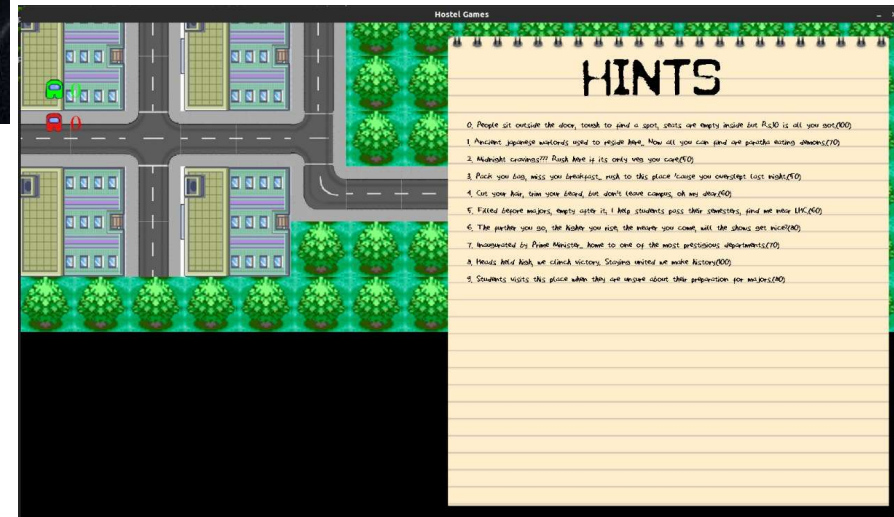 Hostel Games
0
0
HINTS
0. People sit outside the door, tough to find a spot, seats are empty inside but Rs10 is all you got(100)
1. Ancient japanese warlords used to reside here, Now all you can find are paratha eating demons(70)
2. Midnight cravings??? Rush here if its only veg you care(50)
3. Pack you bag, miss you breakfast, rush to this place 'cause you overslept last night(50)
4. Cut your hair, trim your beard, but don't leave campus, oh my dear(60)
5. Filled before majors, empty after it, I help students pass their semesters, find me near LHC(60)
6. The further you go, the higher you rise, the nearer you come, will the shows get nice?(80)
7. Inaugurated by Prime Minister, home to one of the most prestigious departments(70)
8. Heads held high, we clinch victory, Staying united we make history(100)
9. Students visits this place when they are unsure about their preparation for majors(80)